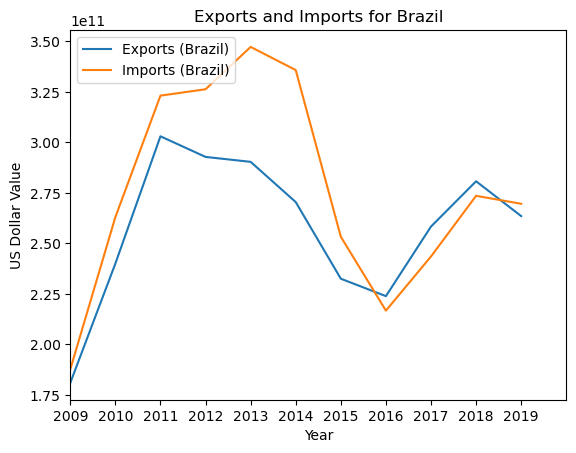 Exports and Imports for Brazil
1e11
Exports (Brazil)
Imports (Brazil)
3.50
3.25
3.00
2.75
2.50
2.25
2.00
1.75
US Dollar Value
2009 2010 2011 2012 2013 2014 2015 2016 2017 2018 2019
Year